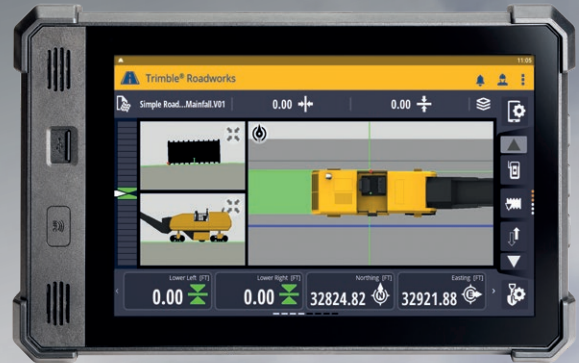 11:05
Trimble® Roadworks
Simple Road...Mainfall.V01
0.00
0.00
Lower Left [FT]
0.00
Lower Right [FT]
0.00
Northing [FT]
32824.82
Easting [FT]
32921.88
E